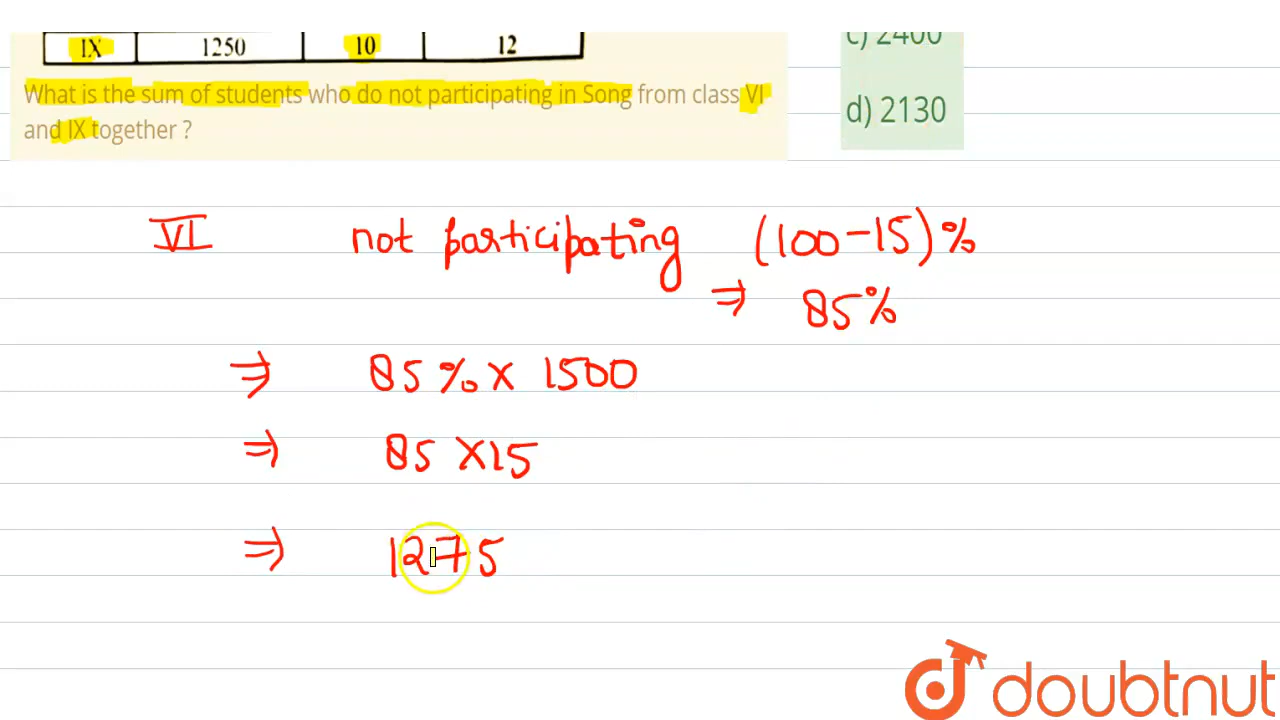 IX 1250 10 12
c) 2400
What is the sum of students who do not participating in Song from class VI
and IX together ?
d) 2130
VI not participating (100-15)%
⇒ 85%
⇒ 85% X 1500
⇒ 85 X15
⇒ 1275
doubtnut